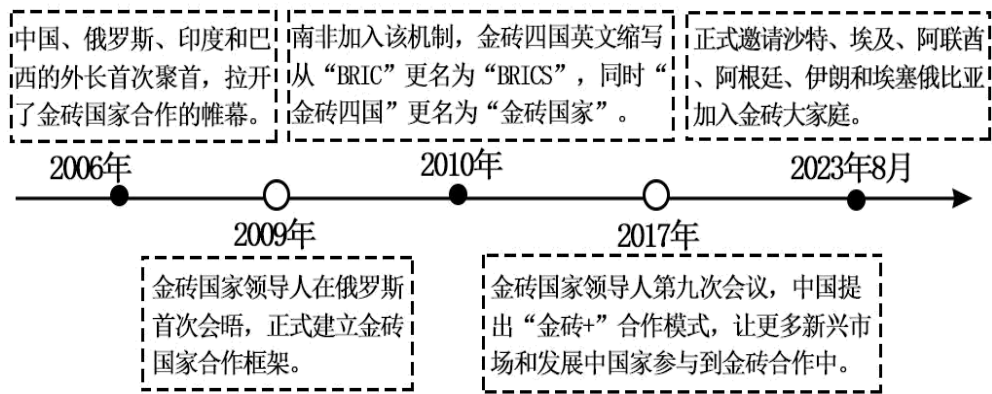 中国、俄罗斯、印度和巴
西的外长首次聚首，拉开
了金砖国家合作的帷幕。
南非加入该机制，金砖四国英文缩写
从“BRIC”更名为“BRICS”，同时“
金砖四国”更名为“金砖国家”。
正式邀请沙特、埃及、阿联酋
、阿根廷、伊朗和埃塞俄比亚
加入金砖大家庭。
2006年
2010年
2023年8月
2009年
2017年
金砖国家领导人在俄罗斯
首次会晤，正式建立金砖
国家合作框架。
金砖国家领导人第九次会议，中国提
出“金砖+”合作模式，让更多新兴市
场和发展中国家参与到金砖合作中。